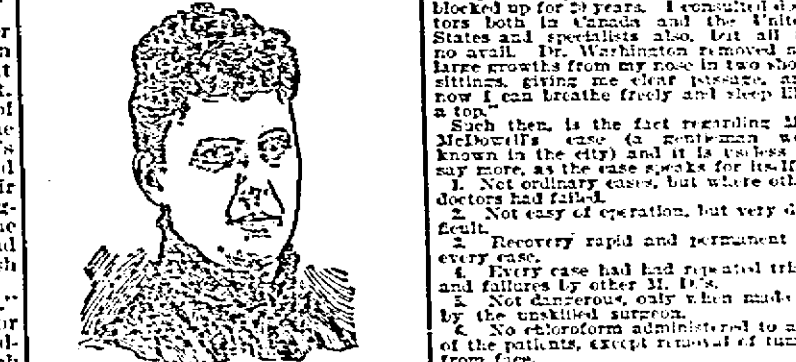 blocked up for 20 years. I consulted doc
tors both in Canada and the Unite
States and specialists also, but all
no avail. Dr. Washington removed
large growths from my nose in two sho
sittings, giving me clear passage, an
now I can breathe freely and sleep li
a top."
Such then, is the fact regarding M
McDowell's case (a gentleman we
known in the city) and it is useless
say more, as the case speaks for itself
1. Not ordinary cases, but where oth
doctors had failed.
2. Not easy of operation, but very d
ficult.
3. Recovery rapid and permanent
every case.
4. Every case had had repeated tri
and failures by other M. D.'s.
5. Not dangerous, only when made
by the unskilled surgeon.
6. No chloroform administered to a
of the patients, except removal of tum
from face.